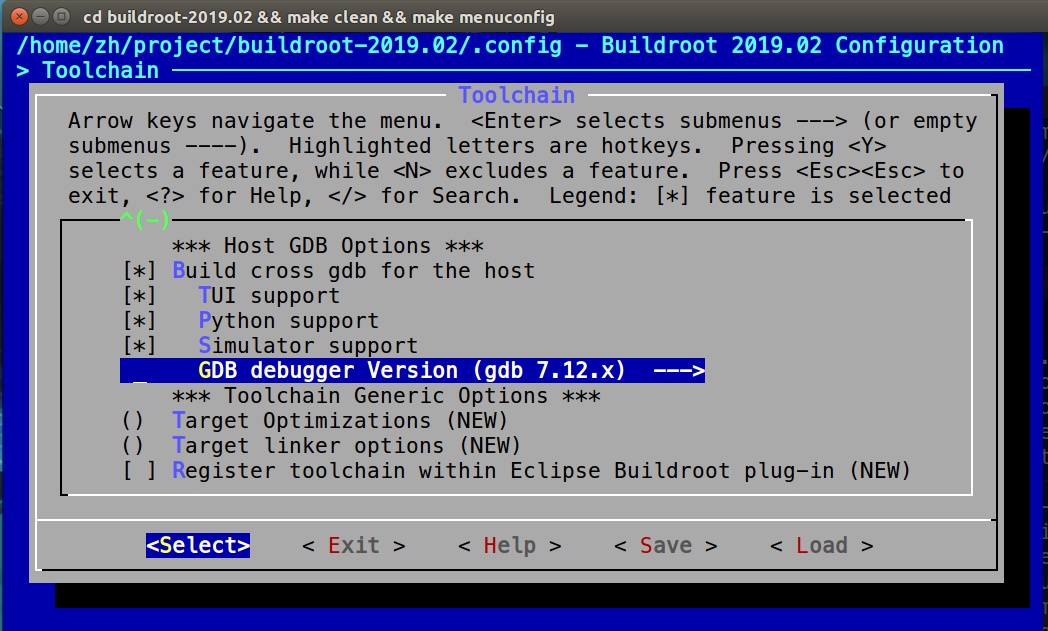 cd buildroot-2019.02 && make clean && make menuconfig
/home/zh/project/buildroot-2019.02/.config - Buildroot 2019.02 Configuration
> Toolchain
Toolchain
Arrow keys navigate the menu.  <Enter> selects submenus ---> (or empty
submenus ----).  Highlighted letters are hotkeys.  Pressing <Y>
selects a feature, while <N> excludes a feature.  Press <Esc><Esc> to
exit, <?> for Help, </> for Search.  Legend: [*] feature is selected
^(-)
*** Host GDB Options ***
[*] Build cross gdb for the host
[*]   TUI support
[*]   Python support
[*]   Simulator support
GDB debugger Version (gdb 7.12.x)  --->
*** Toolchain Generic Options ***
()  Target Optimizations (NEW)
()  Target linker options (NEW)
[ ] Register toolchain within Eclipse Buildroot plug-in (NEW)
<Select>    < Exit >    < Help >    < Save >    < Load >